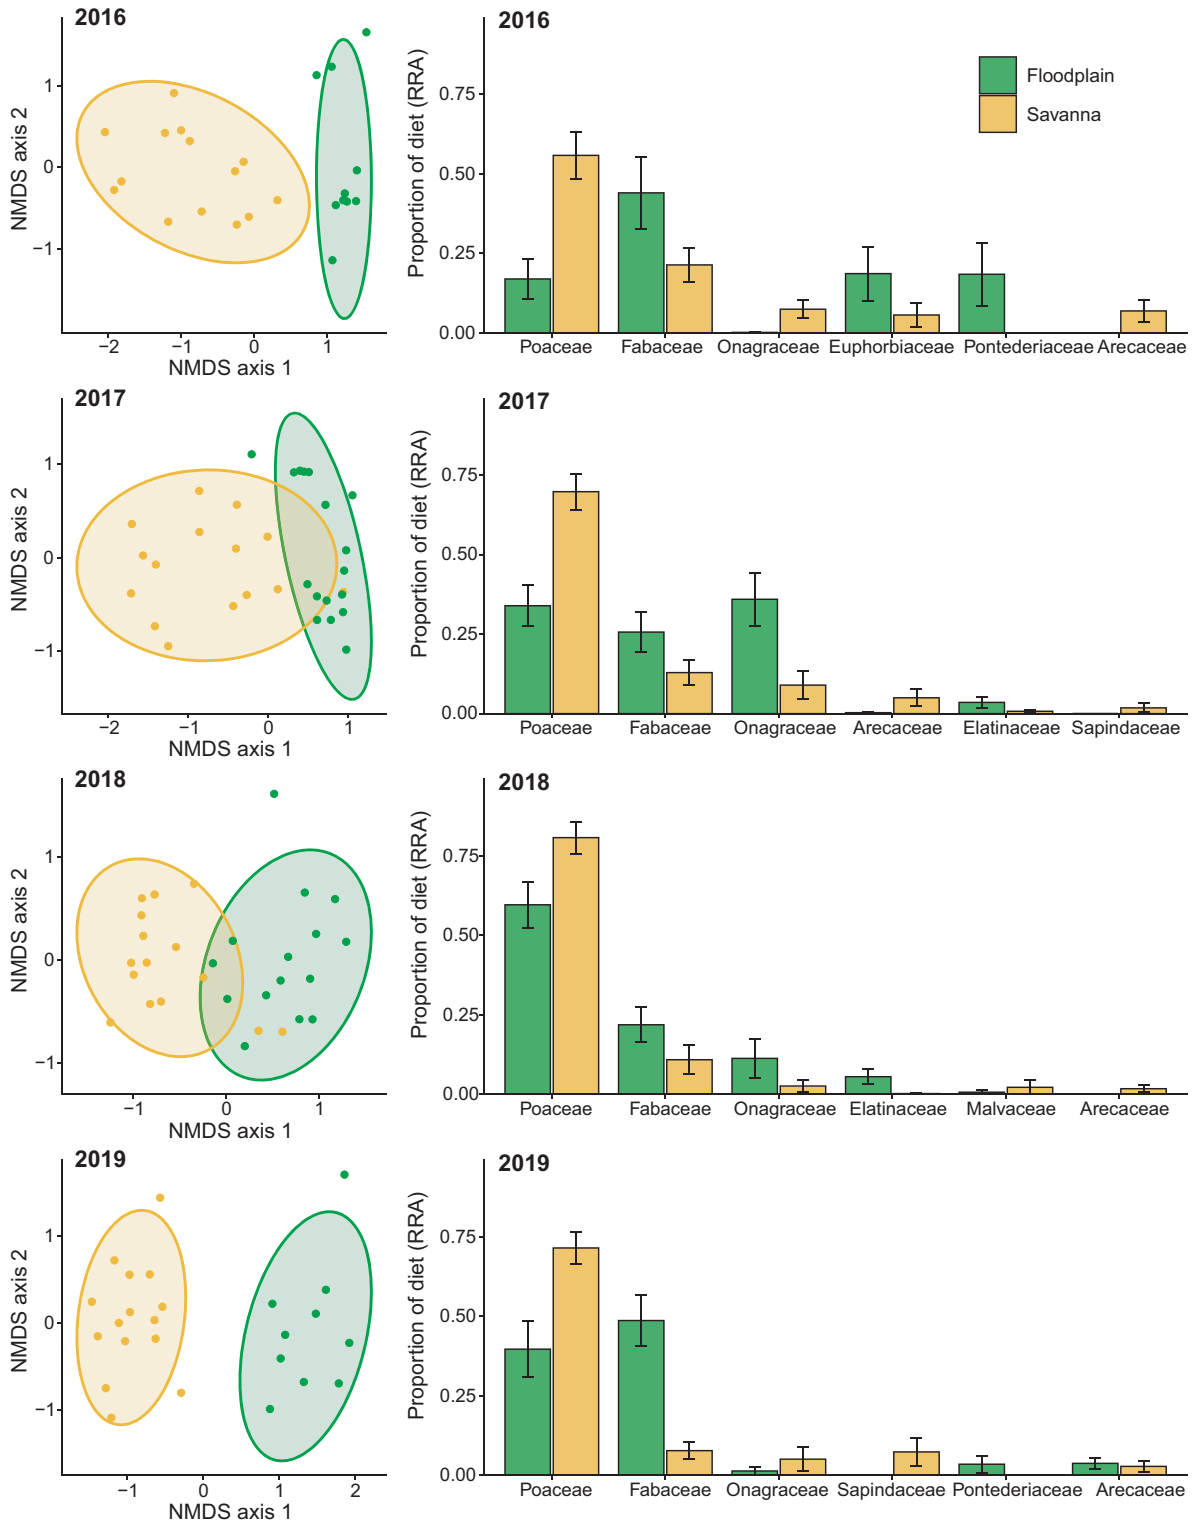 2016
NMDS axis 2
1
0
−1
−2
−1
0
1
NMDS axis 1
2016
Proportion of diet (RRA)
0.75
0.50
0.25
0.00
Floodplain
Savanna
Poaceae Fabaceae Onagraceae Euphorbiaceae Pontederiaceae Arecaceae
2017
NMDS axis 2
1
0
−1
−2
−1
0
1
NMDS axis 1
2017
Proportion of diet (RRA)
0.75
0.50
0.25
0.00
Poaceae Fabaceae Onagraceae Arecaceae Elatinaceae Sapindaceae
2018
NMDS axis 2
1
0
−1
−1
0
1
NMDS axis 1
2018
Proportion of diet (RRA)
0.75
0.50
0.25
0.00
Poaceae Fabaceae Onagraceae Elatinaceae Malvaceae Arecaceae
2019
NMDS axis 2
1
0
−1
−1
0
1
2
NMDS axis 1
2019
Proportion of diet (RRA)
0.75
0.50
0.25
0.00
Poaceae Fabaceae Onagraceae Sapindaceae Pontederiaceae Arecaceae